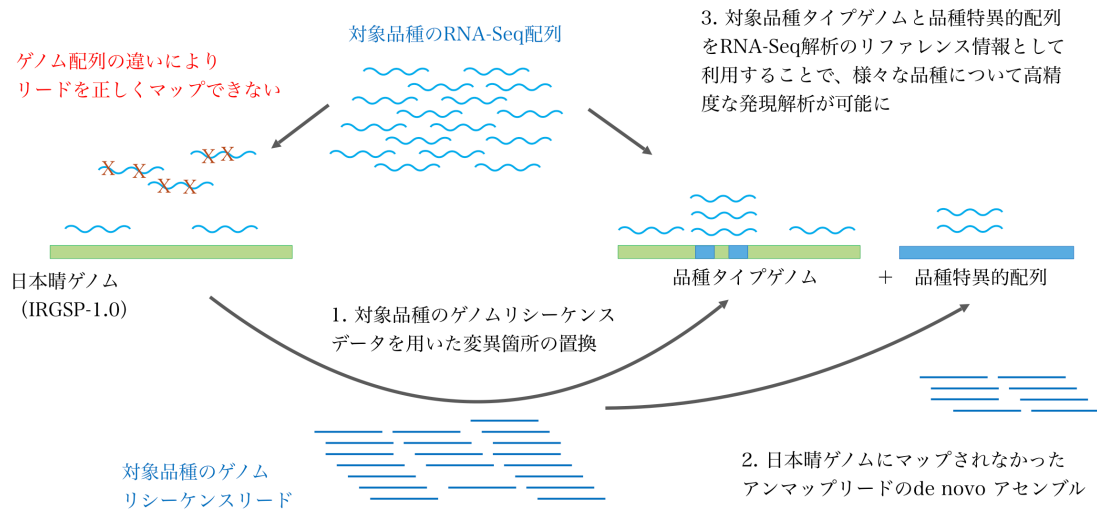 対象品種のRNA-Seq配列
ゲノム配列の違いにより
リードを正しくマップできない
3. 対象品種タイプゲノムと品種特異的配列
をRNA-Seq解析のリファレンス情報として
利用することで、様々な品種について高精
度な発現解析が可能に
X X X X X X
日本晴ゲノム
（IRGSP-1.0）
品種タイプゲノム + 品種特異的配列
1. 対象品種のゲノムリシーケンス
データを用いた変異箇所の置換
対象品種のゲノム
リシーケンスリード
2. 日本晴ゲノムにマップされなかった
アンマップリードのde novo アセンブル